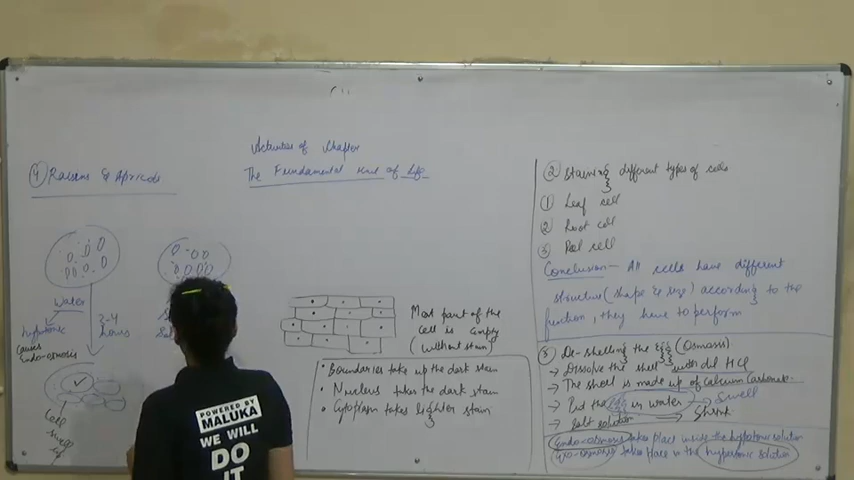 Activities of Chapter
The Fundamental Unit of Life
④ Raisins & Apricots
Water
hypotonic
causes
Endo-osmosis
2-4
hours
Cell
swell
up
Most part of the
Cell is empty
(without stain)
• Boundaries take up the dark stain
• Nucleus takes the dark stain
• Cytoplasm takes lighter stain
② Staining different types of cells
① Leaf cell
② Root cell
③ Peel cell
Conclusion - All cells have different
structure (shape & size) according to the
function, they have to perform
③ De-shelling the egg (Osmosis)
→ Dissolve the shell with dil HCl
→ The shell is made up of Calcium Carbonate.
→ Put the egg in water → Swell
→ Salt solution → Shrink
Endo-osmosis takes place inside the hypotonic solution
Exo-osmosis takes place in the hypertonic solution
POWERED BY
MALUKA
WE WILL
DO
IT